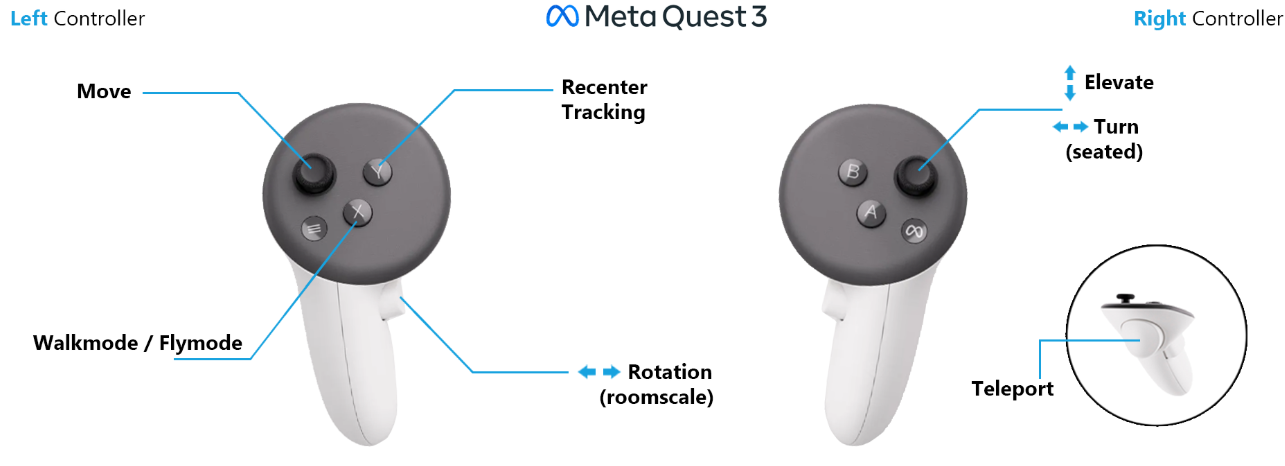 Left Controller
Meta Quest 3
Right Controller
Move
Recenter
Tracking
Elevate
Turn
(seated)
Y
X
B
A
Walkmode / Flymode
Rotation
(roomscale)
Teleport